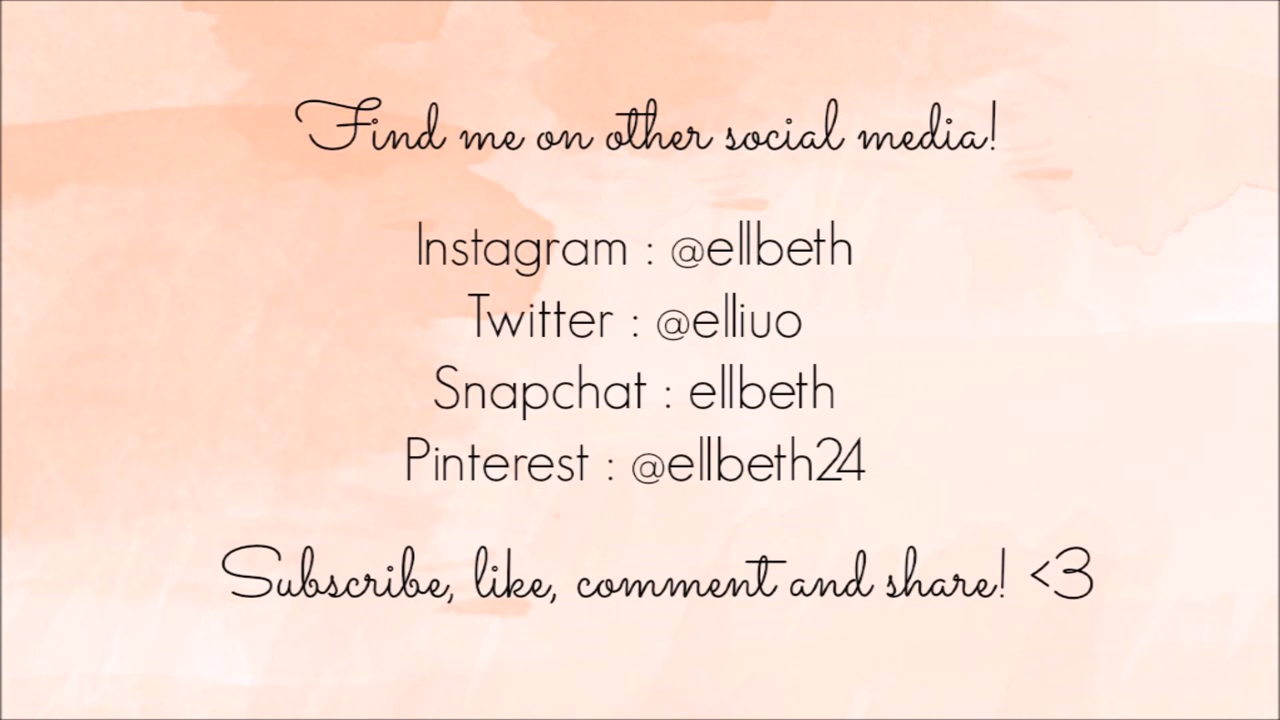 Find me on other social media!
Instagram : @ellbeth
Twitter : @elliuo
Snapchat : ellbeth
Pinterest : @ellbeth24
Subscribe, like, comment and share! <3